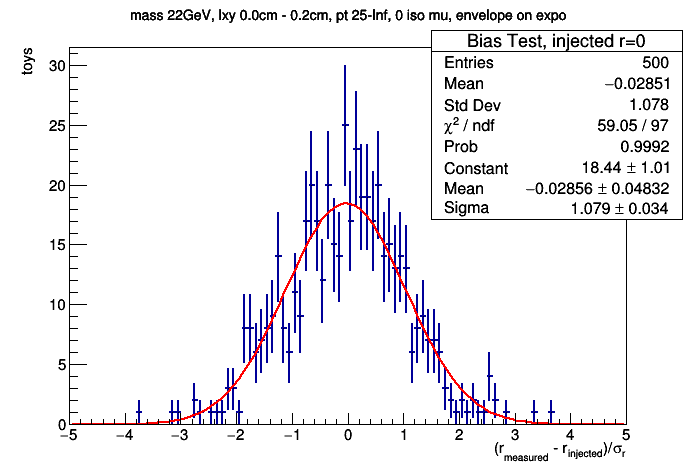 mass 22GeV, lxy 0.0cm - 0.2cm, pt 25-Inf, 0 iso mu, envelope on expo
toys
Bias Test, injected r=0
Entries 500
Mean −0.02851
Std Dev 1.078
χ² / ndf 59.05 / 97
Prob 0.9992
Constant 18.44 ± 1.01
Mean −0.02856 ± 0.04832
Sigma 1.079 ± 0.034
30
25
20
15
10
5
0
−5 −4 −3 −2 −1 0 1 2 3 4 5
(r_measured - r_injected)/σ_r